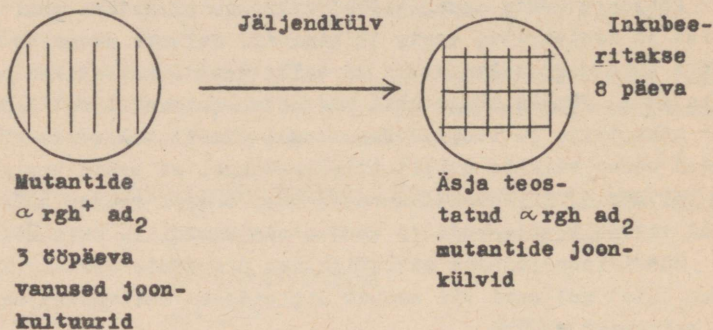 Jäljendkülv
Inkubee-
ritakse
8 päeva
Mutantide
α rgh⁺ ad₂
3 ööpäeva
vanused joon-
kultuurid
Äsja teos-
tatud α rgh ad₂
mutantide joon-
külvid